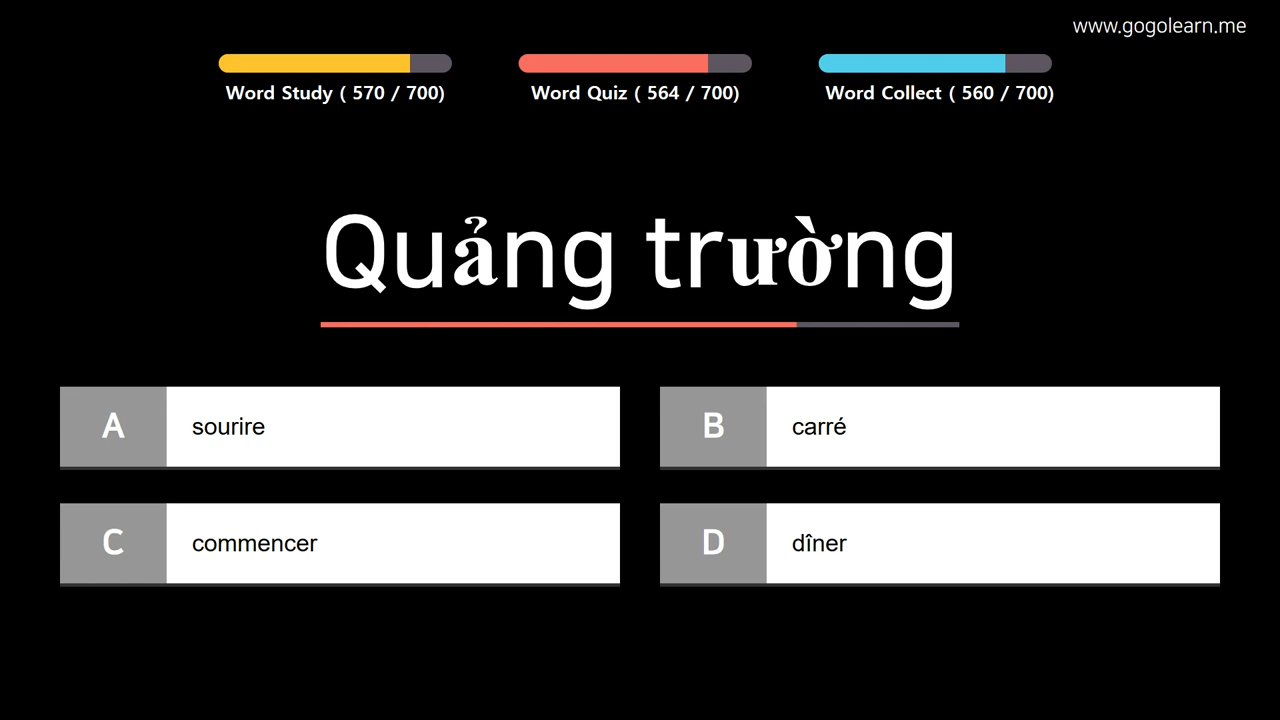 www.gogolearn.me
Word Study ( 570 / 700)
Word Quiz ( 564 / 700)
Word Collect ( 560 / 700)
Quảng trường
A sourire
B carré
C commencer
D dîner